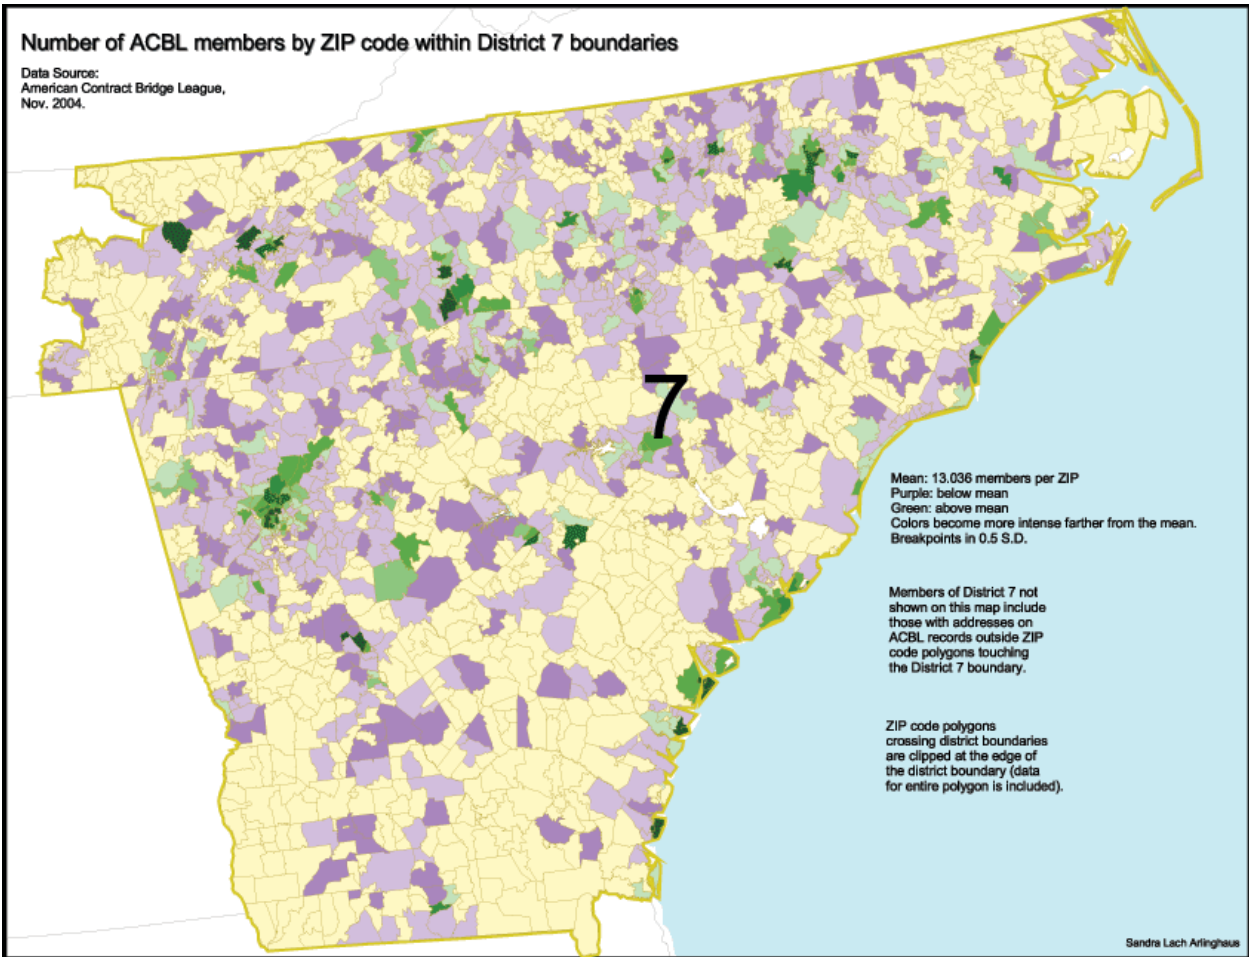 Number of ACBL members by ZIP code within District 7 boundaries
Data Source:
American Contract Bridge League,
Nov. 2004.
7
Mean: 13.036 members per ZIP
Purple: below mean
Green: above mean
Colors become more intense farther from the mean.
Breakpoints in 0.5 S.D.
Members of District 7 not
shown on this map include
those with addresses on
ACBL records outside ZIP
code polygons touching
the District 7 boundary.
ZIP code polygons
crossing district boundaries
are clipped at the edge of
the district boundary (data
for entire polygon is included).
Sandra Lach Arlinghaus